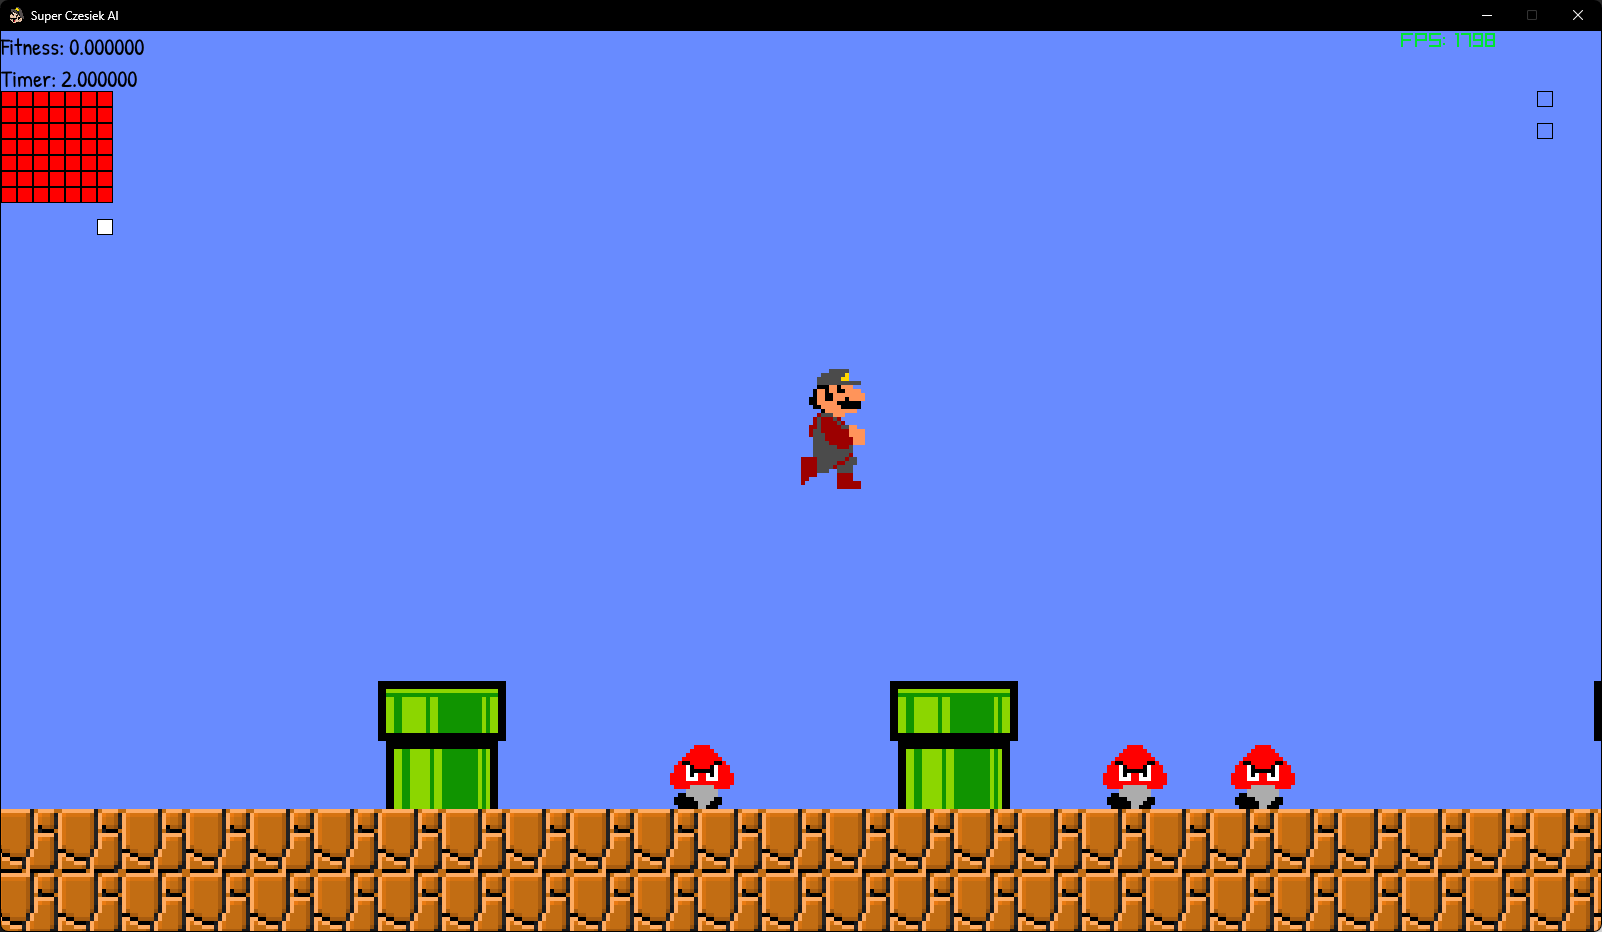 Super Czesiek AI
Fitness: 0.000000
FPS: 1798
Timer: 2.000000